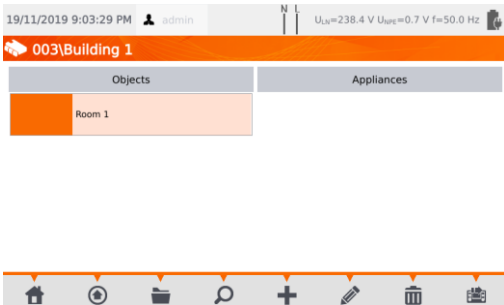 19/11/2019 9:03:29 PM admin N L ULN=238.4 V UNPE=0.7 V f=50.0 Hz
003\Building 1
Objects Appliances
Room 1